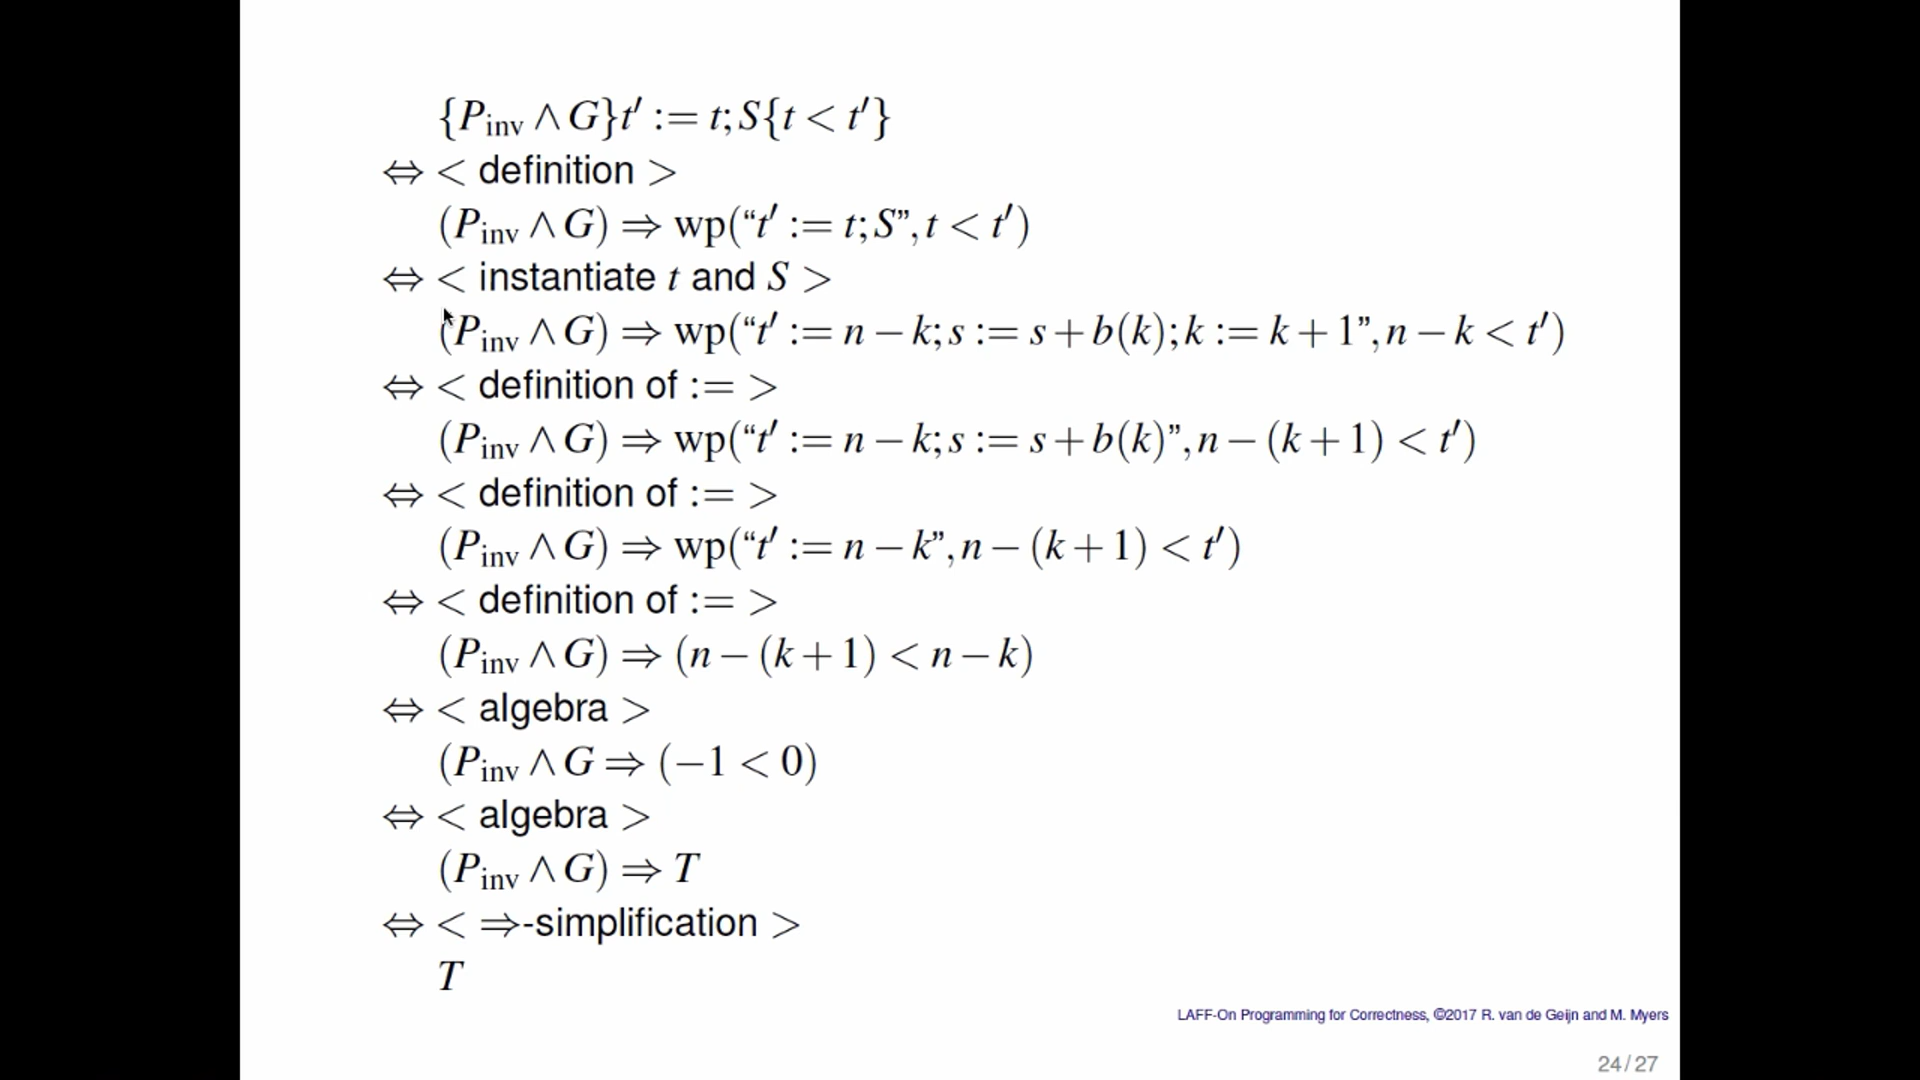 {P_inv ∧ G}t′ := t;S{t < t′}
⇔ < definition >
(P_inv ∧ G) ⇒ wp(“t′ := t;S”, t < t′)
⇔ < instantiate t and S >
(P_inv ∧ G) ⇒ wp(“t′ := n − k; s := s + b(k); k := k + 1”, n − k < t′)
⇔ < definition of := >
(P_inv ∧ G) ⇒ wp(“t′ := n − k; s := s + b(k)”, n − (k + 1) < t′)
⇔ < definition of := >
(P_inv ∧ G) ⇒ wp(“t′ := n − k”, n − (k + 1) < t′)
⇔ < definition of := >
(P_inv ∧ G) ⇒ (n − (k + 1) < n − k)
⇔ < algebra >
(P_inv ∧ G ⇒ (−1 < 0)
⇔ < algebra >
(P_inv ∧ G) ⇒ T
⇔ < ⇒-simplification >
T
LAFF-On Programming for Correctness, ©2017 R. van de Geijn and M. Myers
24/27